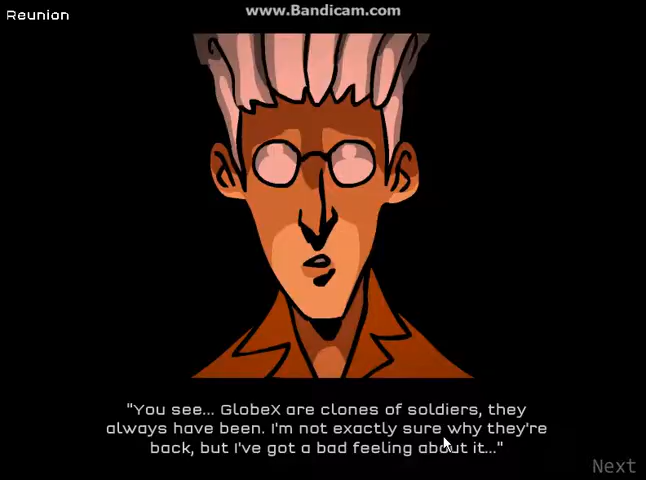 www.Bandicam.com
Reunion
"You see... GlobeX are clones of soldiers, they
always have been. I'm not exactly sure why they're
back, but I've got a bad feeling about it..."
Next